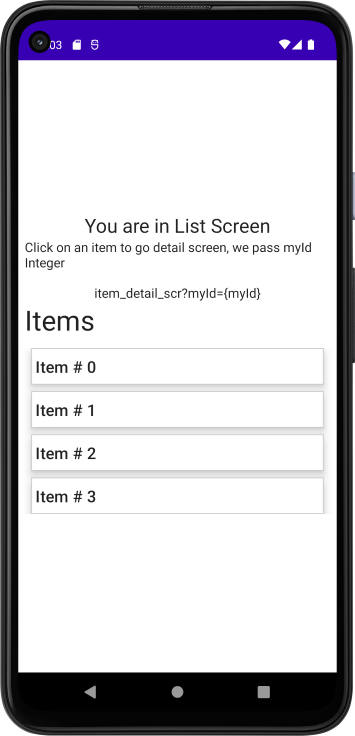 03
You are in List Screen
Click on an item to go detail screen, we pass myId
Integer
item_detail_scr?myId={myId}
Items
Item # 0
Item # 1
Item # 2
Item # 3